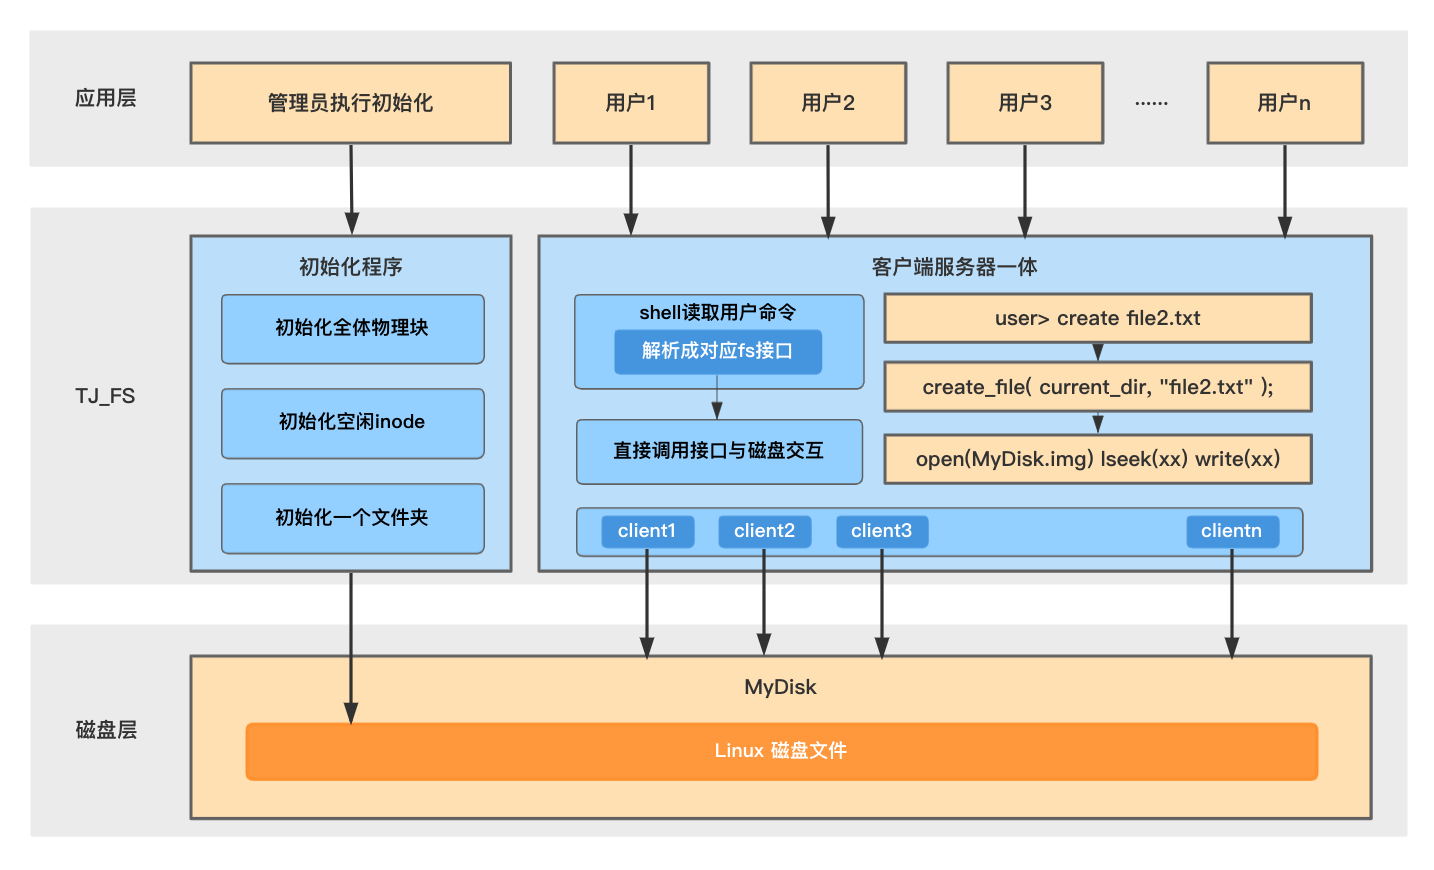 应用层
管理员执行初始化
用户1
用户2
用户3
······
用户n
TJ_FS
初始化程序
初始化全体物理块
初始化空闲inode
初始化一个文件夹
客户端服务器一体
shell读取用户命令
解析成对应fs接口
直接调用接口与磁盘交互
user> create file2.txt
create_file( current_dir, "file2.txt" );
open(MyDisk.img) lseek(xx) write(xx)
client1
client2
client3
clientn
磁盘层
MyDisk
Linux 磁盘文件